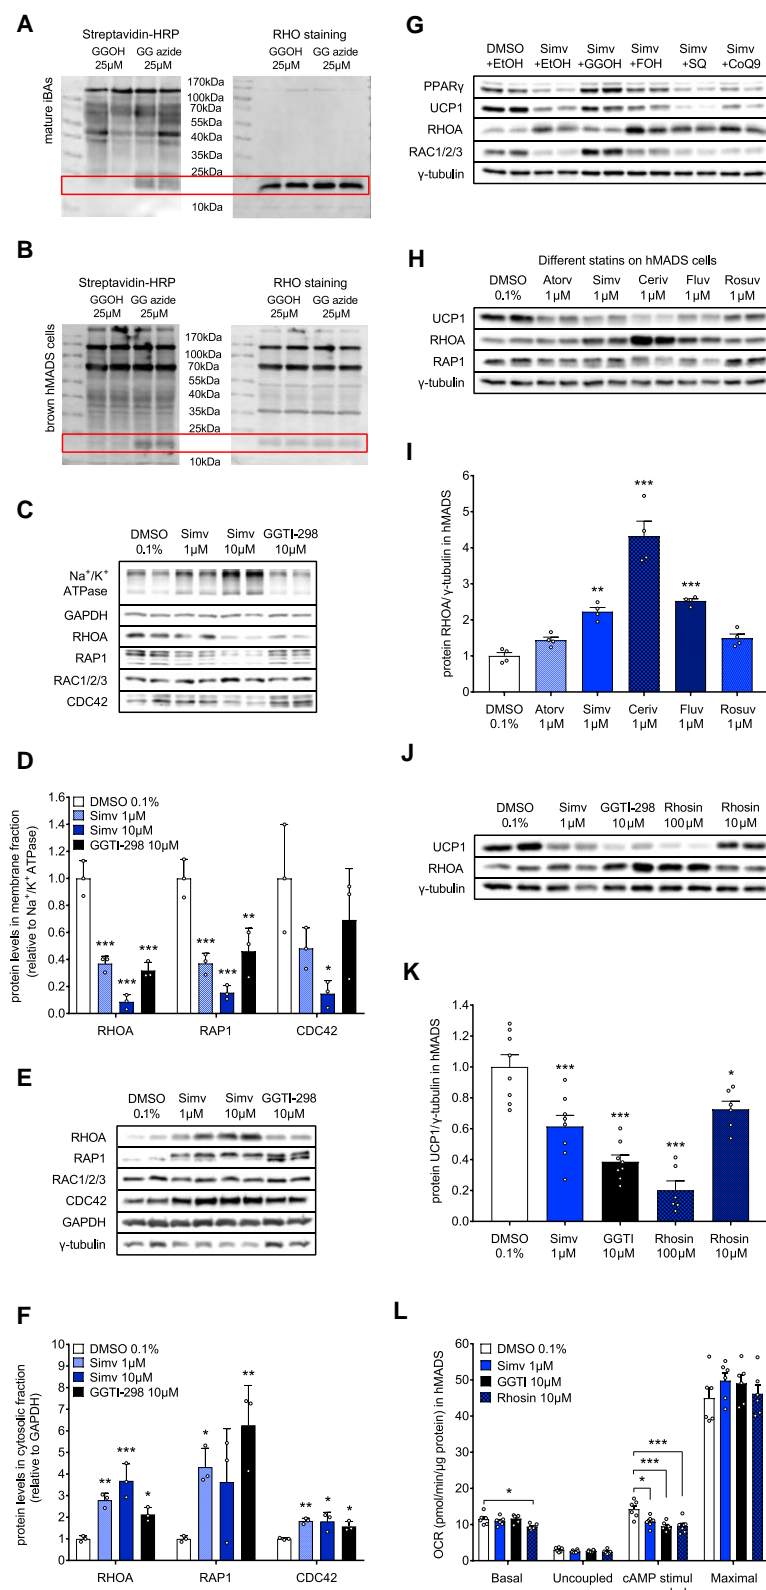 A
Streptavidin-HRP
RHO staining
GGOH GG azide
25µM 25µM
GGOH GG azide
25µM 25µM
mature iBAs
170kDa
100kDa
70kDa
55kDa
40kDa
35kDa
25kDa
10kDa
B
Streptavidin-HRP
RHO staining
GGOH GG azide
25µM 25µM
GGOH GG azide
25µM 25µM
brown hMADS cells
170kDa
100kDa
70kDa
55kDa
40kDa
35kDa
25kDa
10kDa
C
DMSO Simv Simv GGTI-298
0.1% 1µM 10µM 10µM
Na⁺/K⁺
ATPase
GAPDH
RHOA
RAP1
RAC1/2/3
CDC42
D
protein levels in membrane fraction
(relative to Na⁺/K⁺ ATPase)
DMSO 0.1%
Simv 1µM
Simv 10µM
GGTI-298 10µM
1.6
1.4
1.2
1.0
0.8
0.6
0.4
0.2
0.0
*** *** ***
*** *** **
*
RHOA RAP1 CDC42
E
DMSO Simv Simv GGTI-298
0.1% 1µM 10µM 10µM
RHOA
RAP1
RAC1/2/3
CDC42
GAPDH
γ-tubulin
F
protein levels in cytosolic fraction
(relative to GAPDH)
DMSO 0.1%
Simv 1µM
Simv 10µM
GGTI-298 10µM
10
8
6
5
4
3
2
1
0
** *** *
* **
** * *
RHOA RAP1 CDC42
G
DMSO Simv Simv Simv Simv Simv
+EtOH +EtOH +GGOH +FOH +SQ +CoQ9
PPARγ
UCP1
RHOA
RAC1/2/3
γ-tubulin
H
Different statins on hMADS cells
DMSO Atorv Simv Ceriv Fluv Rosuv
0.1% 1µM 1µM 1µM 1µM 1µM
UCP1
RHOA
RAP1
γ-tubulin
I
protein RHOA/γ-tubulin in hMADS
6
4
2
1
0
** *** ***
DMSO Atorv Simv Ceriv Fluv Rosuv
0.1% 1µM 1µM 1µM 1µM 1µM
J
DMSO Simv GGTI-298 Rhosin Rhosin
0.1% 1µM 10µM 100µM 10µM
UCP1
RHOA
γ-tubulin
K
protein UCP1/γ-tubulin in hMADS
1.4
1.2
1.0
0.8
0.6
0.4
0.2
0.0
*** *** *** *
DMSO Simv GGTI Rhosin Rhosin
0.1% 1µM 10µM 100µM 10µM
L
OCR (pmol/min/µg protein) in hMADS
DMSO 0.1%
Simv 1µM
GGTI 10µM
Rhosin 10µM
60
50
40
30
20
10
0
*
***
***
*
Basal Uncoupled cAMP stimul Maximal